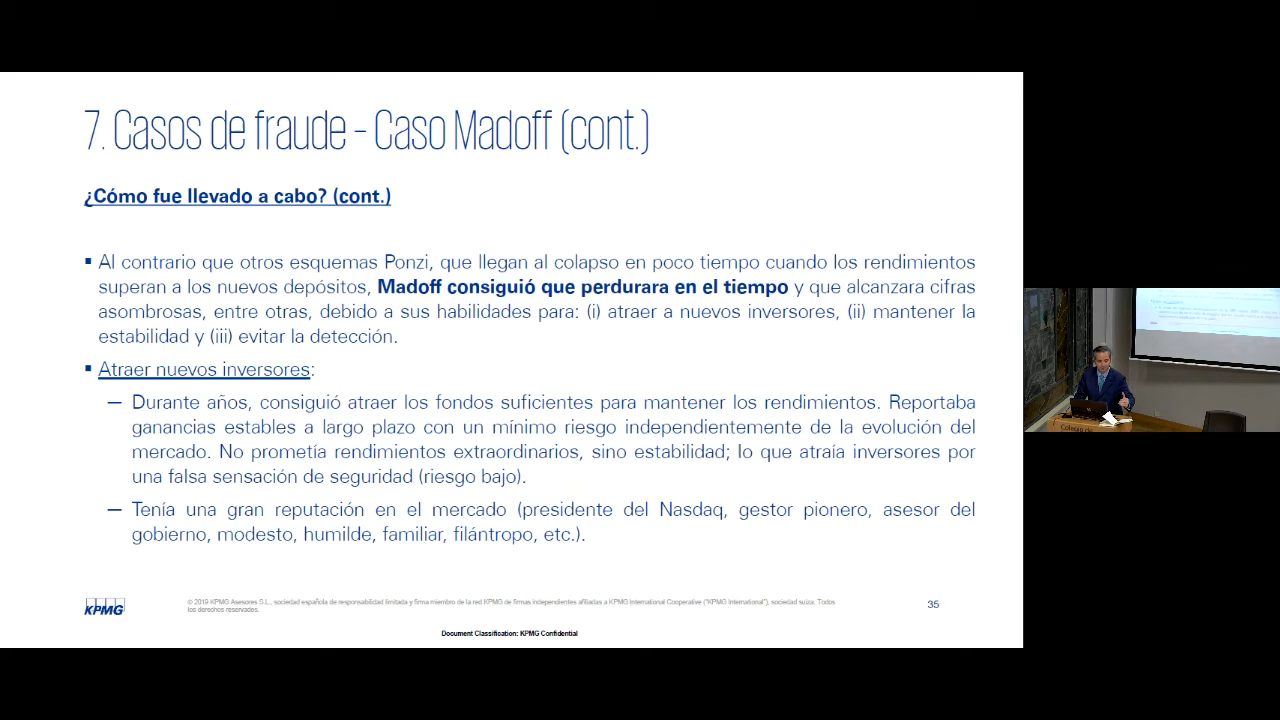 7. Casos de fraude – Caso Madoff (cont.)
¿Cómo fue llevado a cabo? (cont.)
▪ Al contrario que otros esquemas Ponzi, que llegan al colapso en poco tiempo cuando los rendimientos
superan a los nuevos depósitos, Madoff consiguió que perdurara en el tiempo y que alcanzara cifras
asombrosas, entre otras, debido a sus habilidades para: (i) atraer a nuevos inversores, (ii) mantener la
estabilidad y (iii) evitar la detección.
▪ Atraer nuevos inversores:
— Durante años, consiguió atraer los fondos suficientes para mantener los rendimientos. Reportaba
ganancias estables a largo plazo con un mínimo riesgo independientemente de la evolución del
mercado. No prometía rendimientos extraordinarios, sino estabilidad; lo que atraía inversores por
una falsa sensación de seguridad (riesgo bajo).
— Tenía una gran reputación en el mercado (presidente del Nasdaq, gestor pionero, asesor del
gobierno, modesto, humilde, familiar, filántropo, etc.).
KPMG
© 2019 KPMG Asesores S.L., sociedad española de responsabilidad limitada y firma miembro de la red KPMG de firmas independientes afiliadas a KPMG International Cooperative ("KPMG International"), sociedad suiza. Todos
los derechos reservados.
35
Document Classification: KPMG Confidential